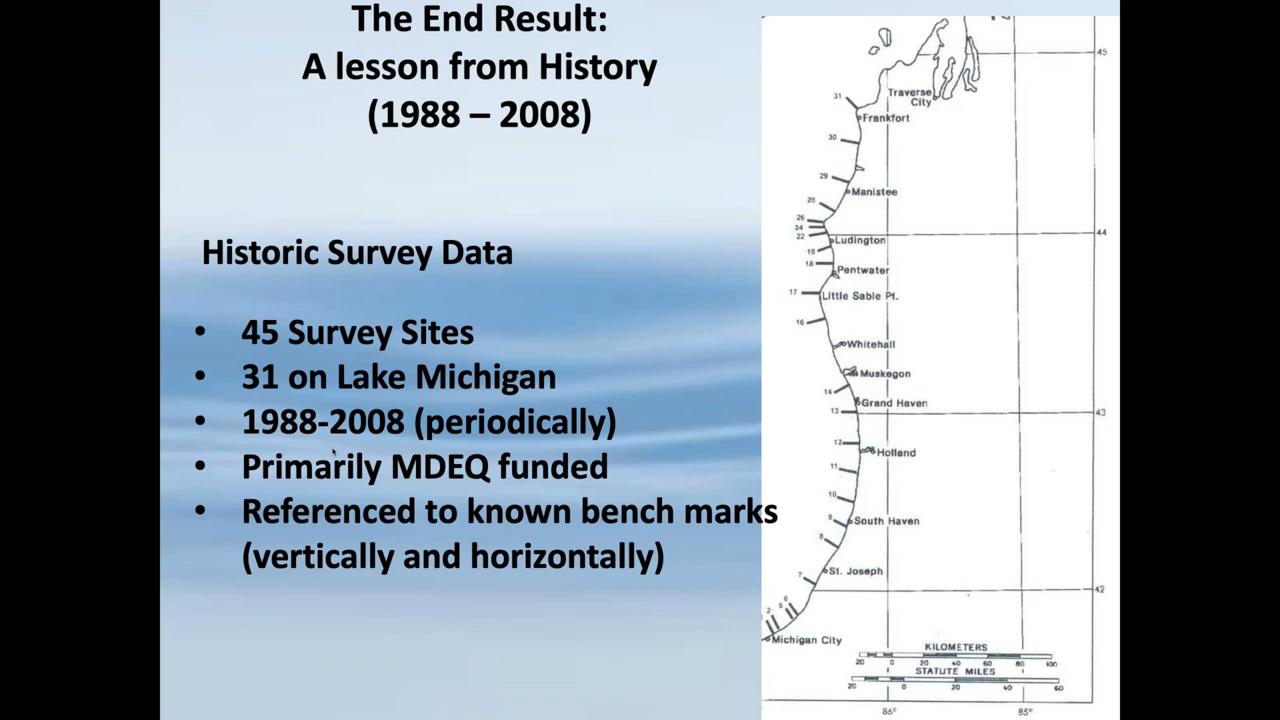 The End Result:
A lesson from History
(1988 – 2008)
Historic Survey Data
• 45 Survey Sites
• 31 on Lake Michigan
• 1988-2008 (periodically)
• Primarily MDEQ funded
• Referenced to known bench marks
(vertically and horizontally)
45
31
Traverse
City
Frankfort
30
29
Manistee
28
26
24
22
44
Ludington
19
18
Pentwater
17
Little Sable Pt.
16
Whitehall
Muskegon
14
Grand Haven
13
43
12
Holland
11
10
9
South Haven
8
7
St. Joseph
42
6
5
2
Michigan City
KILOMETERS
20 0 20 40 60 80 100
STATUTE MILES
20 0 20 40 60
86° 85°